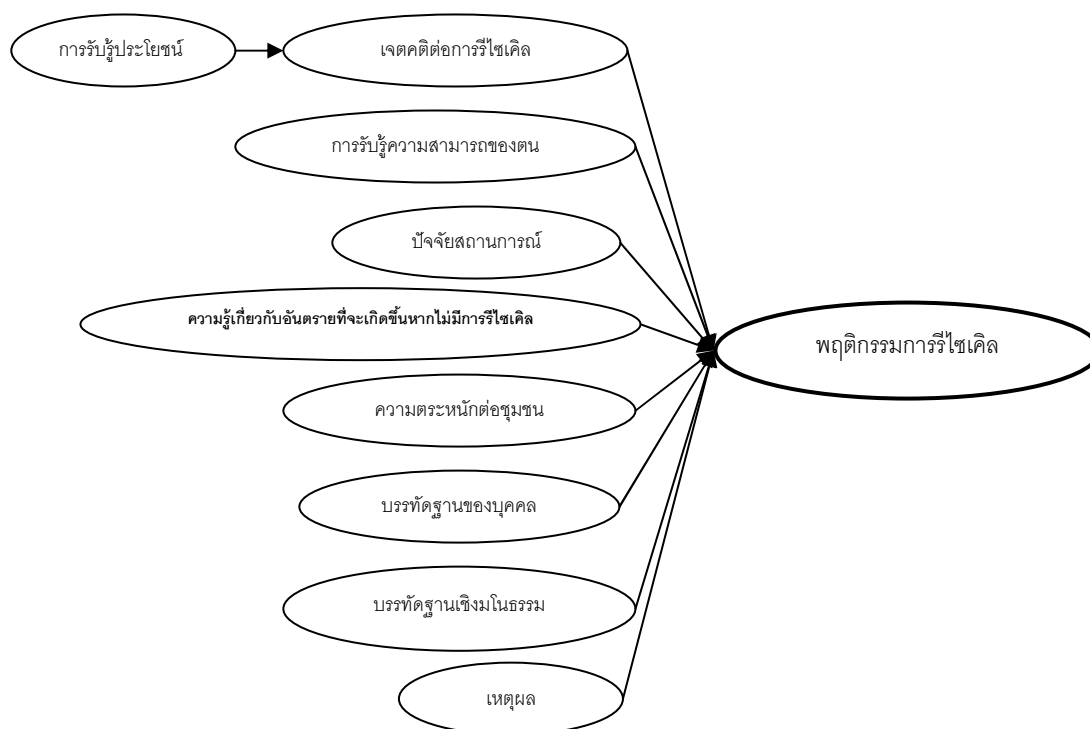 การรับรู้ประโยชน์
เจตคติต่อการรีไซเคิล
การรับรู้ความสามารถของตน
ปัจจัยสถานการณ์
ความรู้เกี่ยวกับอันตรายที่จะเกิดขึ้นหากไม่มีการรีไซเคิล
พฤติกรรมการรีไซเคิล
ความตระหนักต่อชุมชน
บรรทัดฐานของบุคคล
บรรทัดฐานเชิงมโนธรรม
เหตุผล